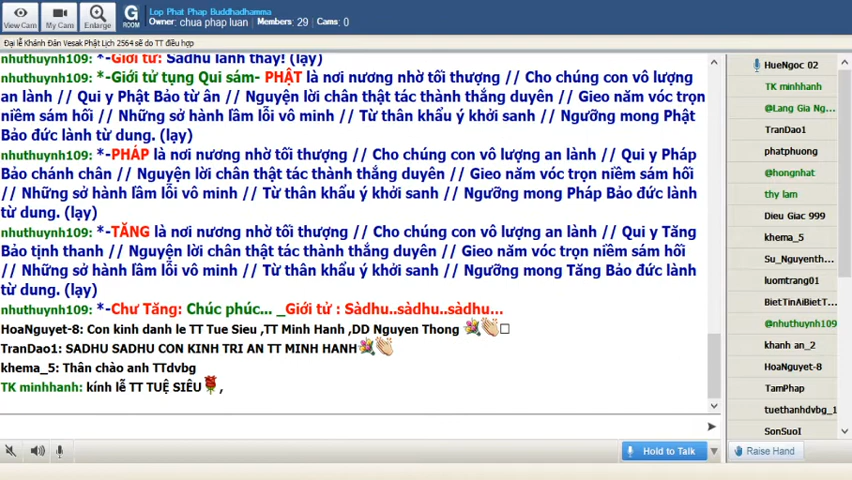 View Cam
My Cam
Enlarge
G
ROOM
Lop Phat Phap Buddhadhamma
Owner: chua phap luan Members: 29 Cams: 0
Đại lễ Khánh Đản Vesak Phật Lịch 2564 sẽ do TT điều hợp
nhuthuynh109: *-Giới tử: Sadhu lành thay! (lạy)
nhuthuynh109: *-Giới tử tụng Qui sám- PHẬT là nơi nương nhờ tối thượng // Cho chúng con vô lượng
an lành // Qui y Phật Bảo từ ân // Nguyện lời chân thật tác thành thắng duyên // Gieo năm vóc trọn
niềm sám hối // Những sở hành lầm lỗi vô minh // Từ thân khẩu ý khởi sanh // Ngưỡng mong Phật
Bảo đức lành từ dung. (lạy)
nhuthuynh109: *-PHÁP là nơi nương nhờ tối thượng // Cho chúng con vô lượng an lành // Qui y Pháp
Bảo chánh chân // Nguyện lời chân thật tác thành thắng duyên // Gieo năm vóc trọn niềm sám hối
// Những sở hành lầm lỗi vô minh // Từ thân khẩu ý khởi sanh // Ngưỡng mong Pháp Bảo đức lành
từ dung. (lạy)
nhuthuynh109: *-TĂNG là nơi nương nhờ tối thượng // Cho chúng con vô lượng an lành // Qui y Tăng
Bảo tịnh thanh // Nguyện lời chân thật tác thành thắng duyên // Gieo năm vóc trọn niềm sám hối
// Những sở hành lầm lỗi vô minh // Từ thân khẩu ý khởi sanh // Ngưỡng mong Tăng Bảo đức lành
từ dung. (lạy)
nhuthuynh109: *-Chư Tăng: Chúc phúc... _Giới tử : Sàdhu..sàdhu...sàdhu...
HoaNguyet-8: Con kinh danh le TT Tue Sieu ,TT Minh Hanh ,DD Nguyen Thong
TranDao1: SADHU SADHU CON KINH TRI AN TT MINH HANH
khema_5: Thân chào anh TTdvbg
TK minhhanh: kính lễ TT TUỆ SIÊU ,
Hold to Talk
HueNgoc 02
TK minhhanh
@Lang Gia Ng...
TranDao1
phatphuong
@hongnhat
thy lam
Dieu Giac 999
khema_5
Su_Nguyenth...
luomtrang01
BietTinAiBietT...
@nhuthuynh109
khanh an_2
HoaNguyet-8
TamPhap
tuethanhdvbg_1
SonSuoI
Raise Hand